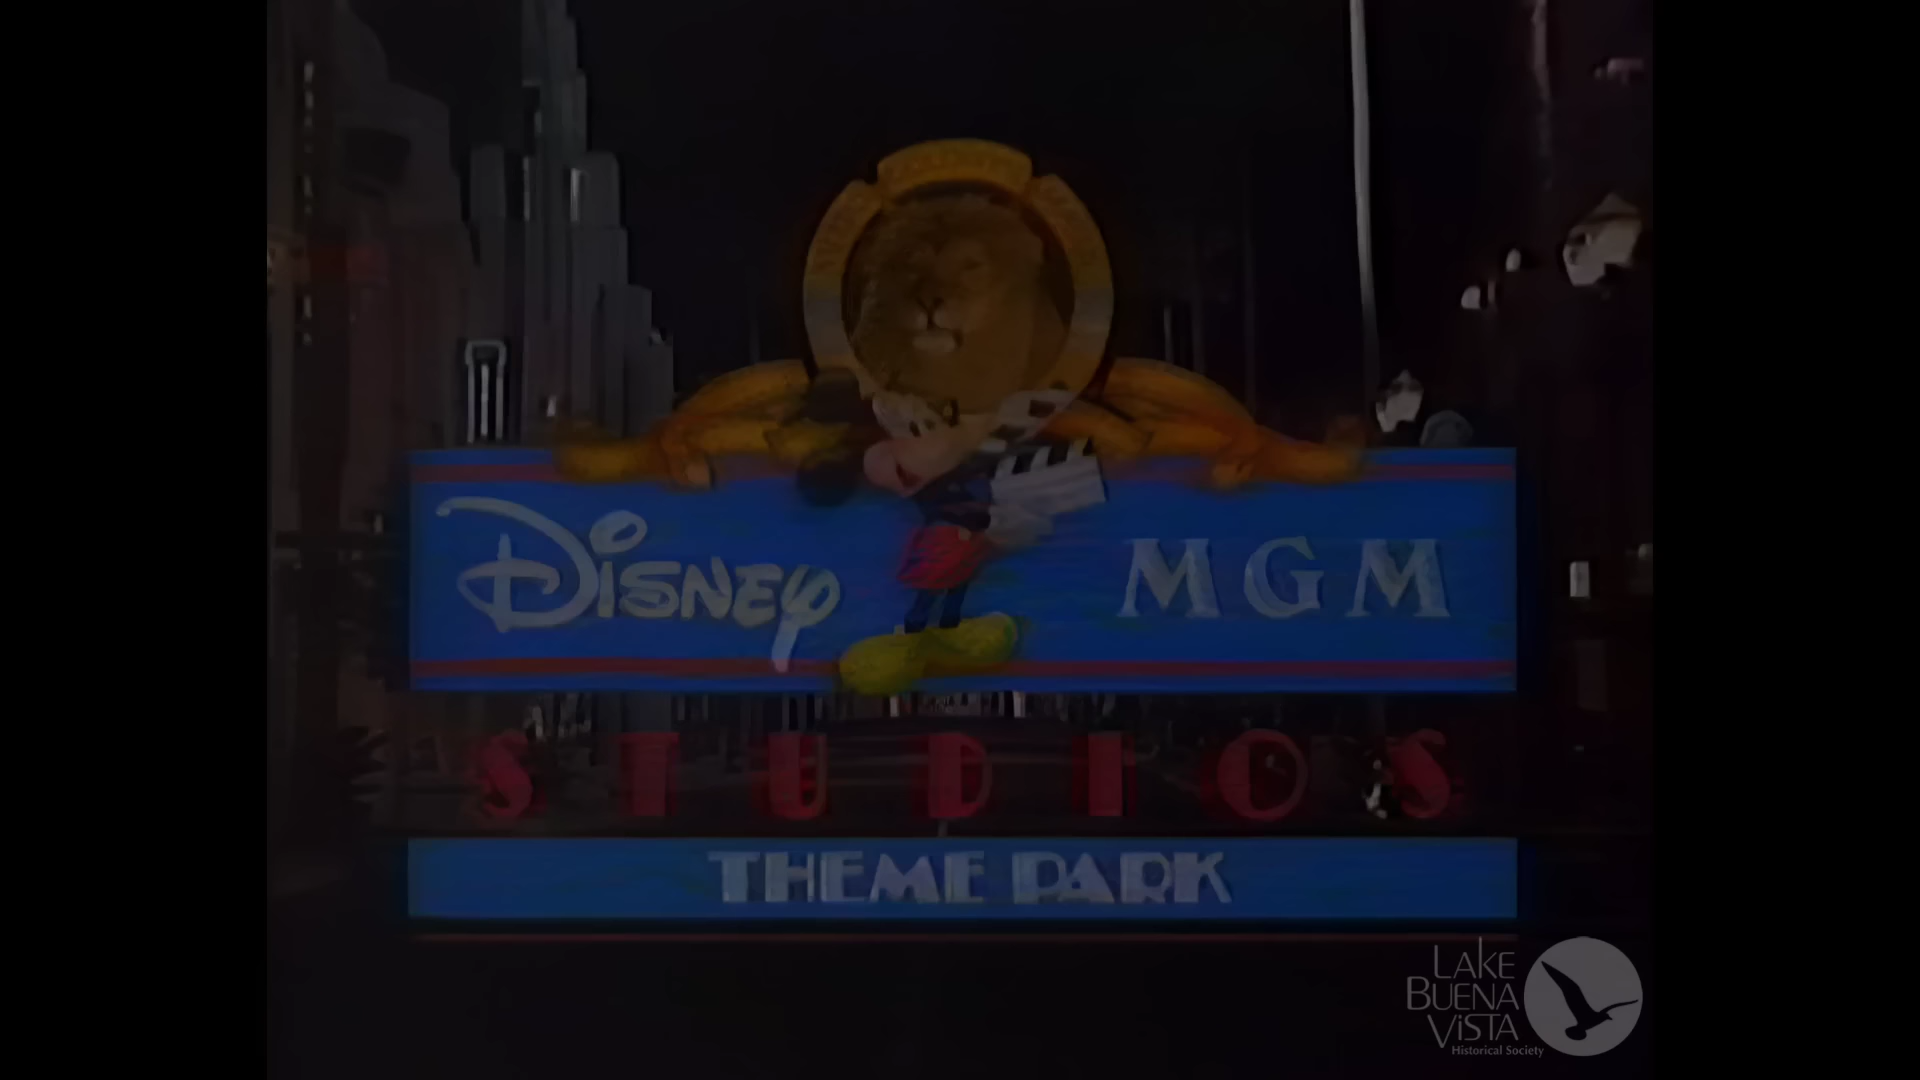 Disney MGM
STUDIOS
THEME PARK
LAKE
BUENA
VISTA
Historical Society